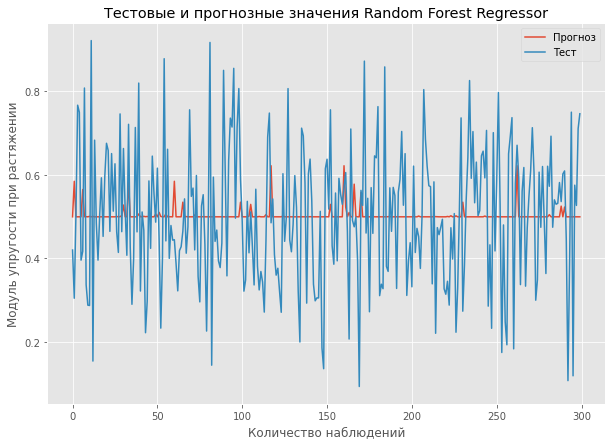 Тестовые и прогнозные значения Random Forest Regressor
Прогноз
Тест
Модуль упругости при растяжении
0.8
0.6
0.4
0.2
0
50
100
150
200
250
300
Количество наблюдений